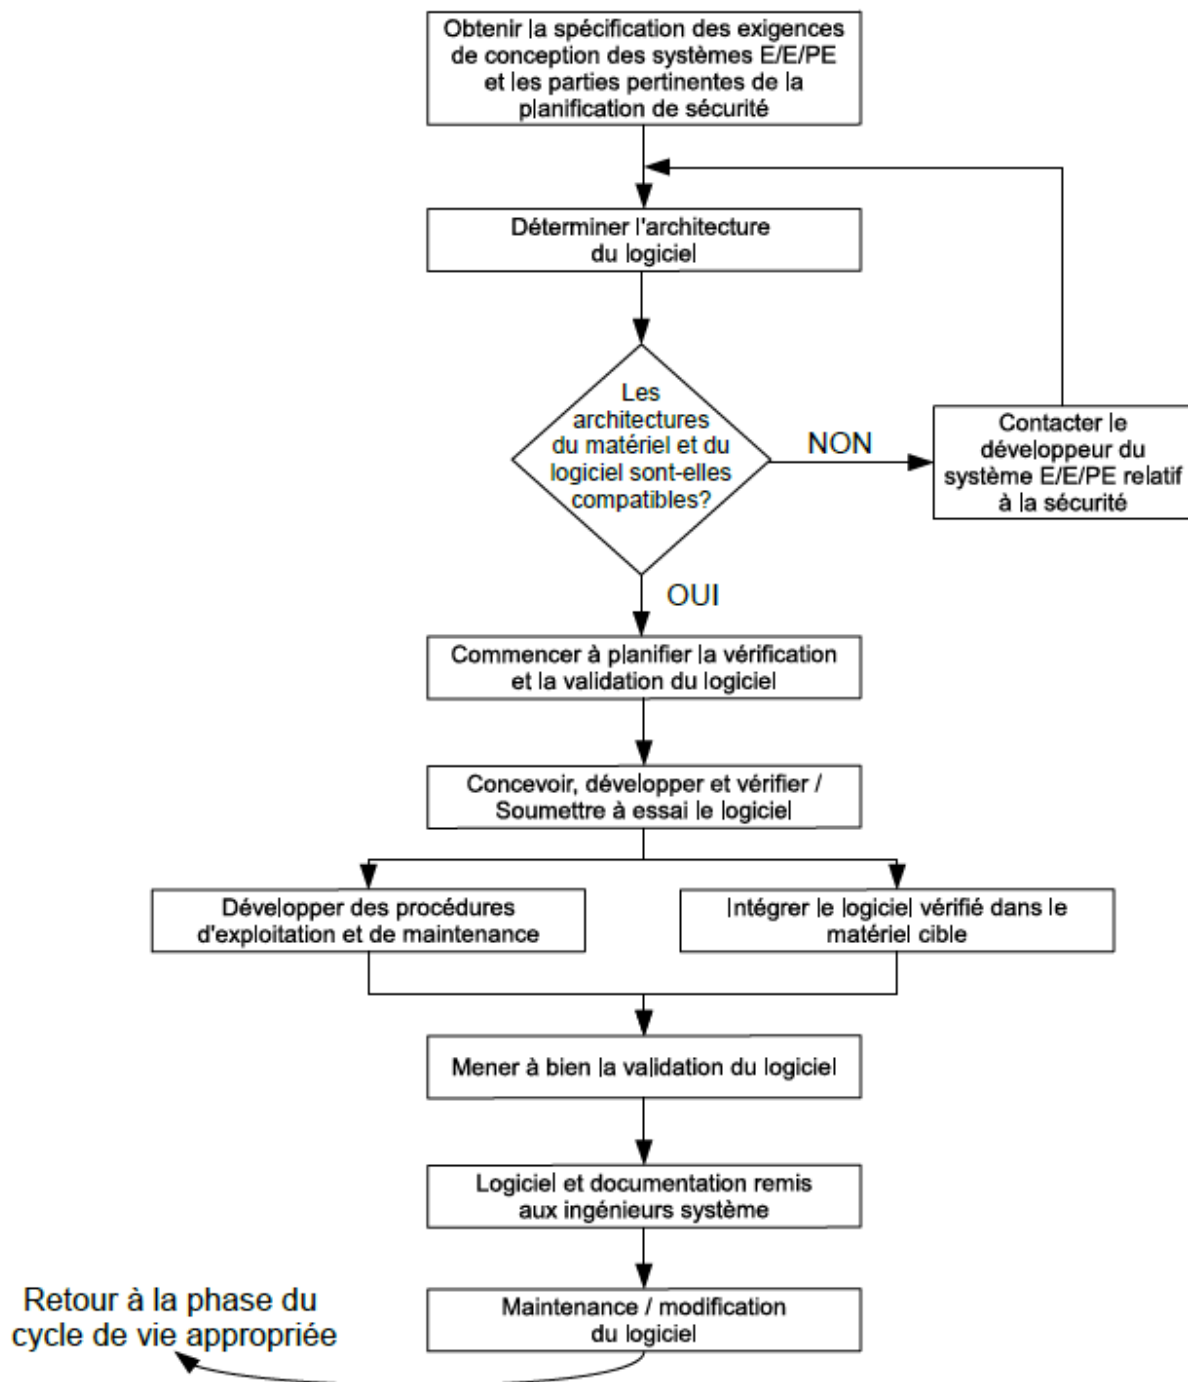 Obtenir la spécification des exigences
de conception des systèmes E/E/PE
et les parties pertinentes de la
planification de sécurité
Déterminer l'architecture
du logiciel
Les
architectures
du matériel et du
logiciel sont-elles
compatibles?
NON
Contacter le
développeur du
système E/E/PE relatif
à la sécurité
OUI
Commencer à planifier la vérification
et la validation du logiciel
Concevoir, développer et vérifier /
Soumettre à essai le logiciel
Développer des procédures
d'exploitation et de maintenance
Intégrer le logiciel vérifié dans le
matériel cible
Mener à bien la validation du logiciel
Logiciel et documentation remis
aux ingénieurs système
Maintenance / modification
du logiciel
Retour à la phase du
cycle de vie appropriée